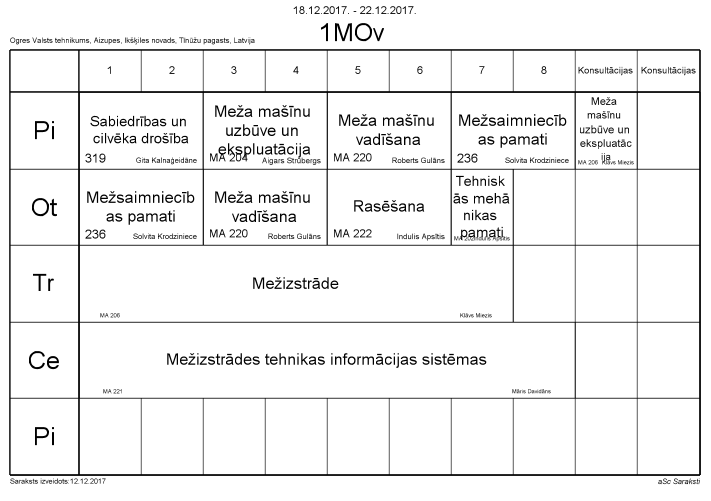 18.12.2017. - 22.12.2017.
Ogres Valsts tehnikums, Aizupes, Ikšķiles novads, Tīnūžu pagasts, Latvija
1MOv
1 2 3 4 5 6 7 8 Konsultācijas Konsultācijas
Pi
Sabiedrības un
cilvēka drošība
319 Gita Kalnaģeidāne
Meža mašīnu
uzbūve un
ekspluatācija
MA 204 Aigars Strūbergs
Meža mašīnu
vadīšana
MA 220 Roberts Gulāns
Mežsaimniecīb
as pamati
236 Solvita Krodziniece
Meža
mašīnu
uzbūve un
ekspluatāc
ija
MA 206 Klāvs Miezis
Ot
Mežsaimniecīb
as pamati
236 Solvita Krodziniece
Meža mašīnu
vadīšana
MA 220 Roberts Gulāns
Rasēšana
MA 222 Indulis Apsītis
Tehnisk
ās mehā
nikas
pamati
MA 202 Indulis Apsītis
Tr
Mežizstrāde
MA 206 Klāvs Miezis
Ce
Mežizstrādes tehnikas informācijas sistēmas
MA 221 Māris Davidāns
Pi
Saraksts izveidots:12.12.2017 aSc Saraksti